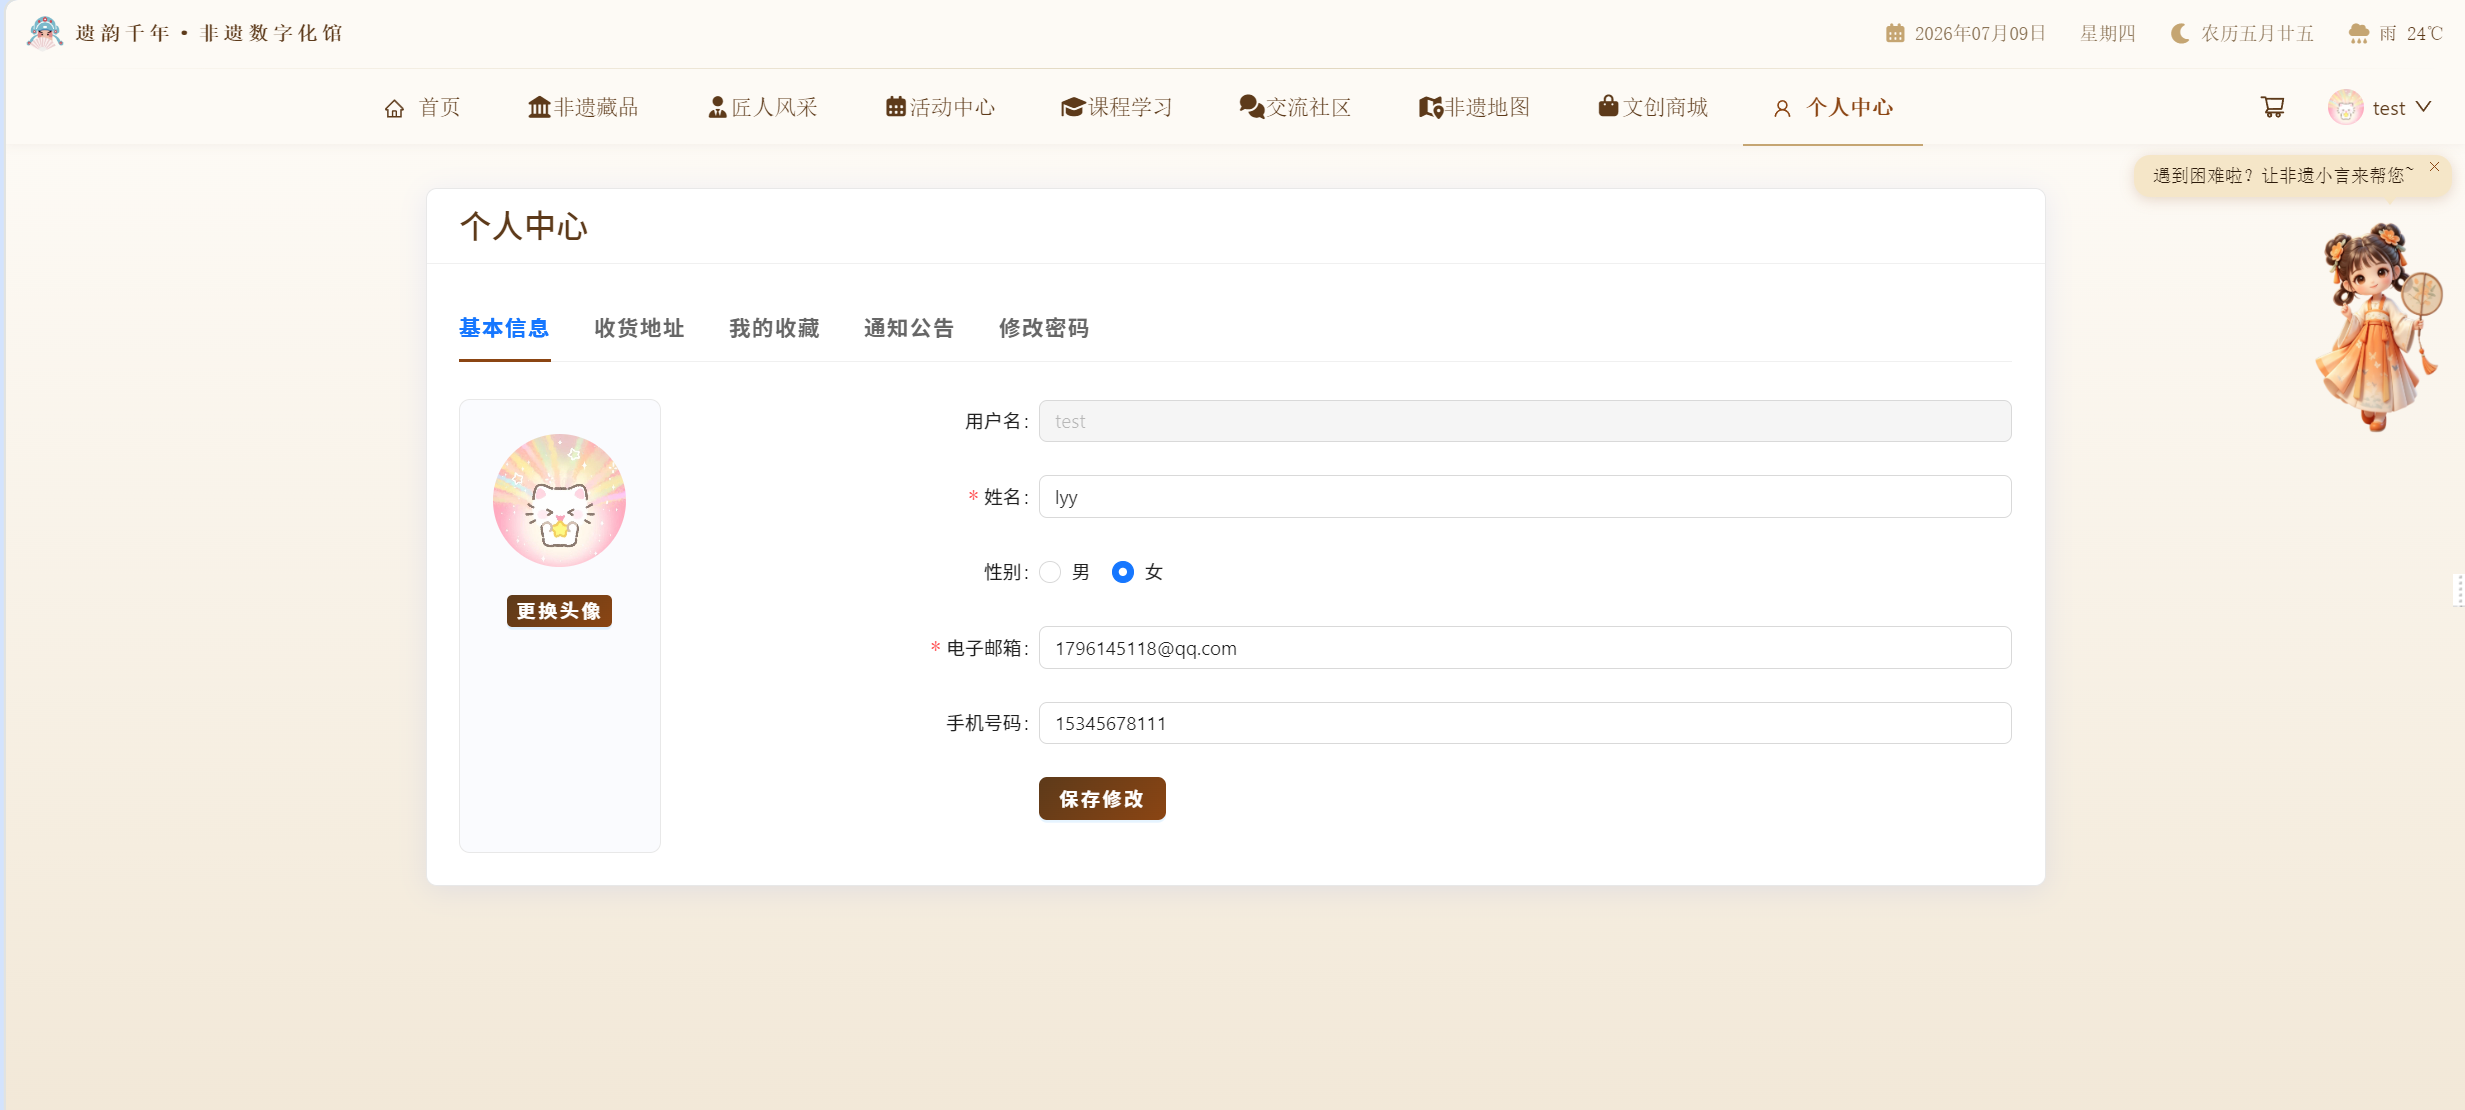 遗韵千年·非遗数字化馆
2026年07月09日 星期四 农历五月廿五 雨 24℃
首页 非遗藏品 匠人风采 活动中心 课程学习 交流社区 非遗地图 文创商城 个人中心 test
遇到困难啦？让非遗小言来帮您~
个人中心
基本信息 收货地址 我的收藏 通知公告 修改密码
用户名: test
* 姓名: lyy
性别: 男 女
更换头像
* 电子邮箱: 1796145118@qq.com
手机号码: 15345678111
保存修改